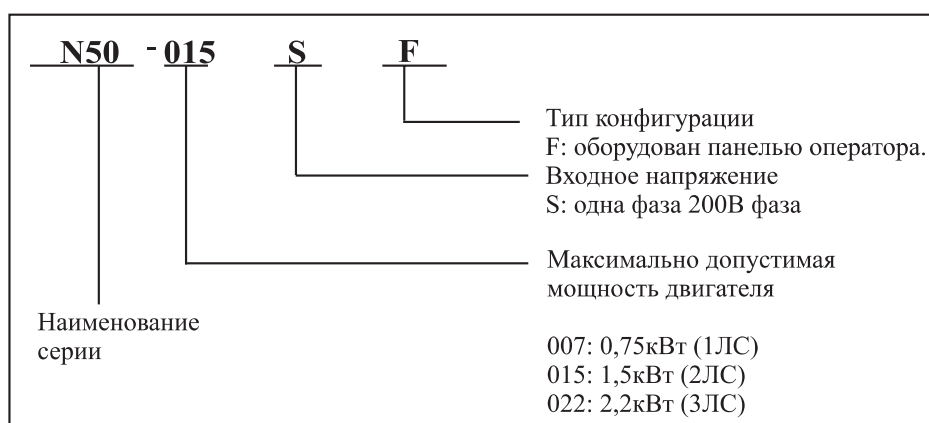 N50 -015 S F
Тип конфигурации
F: оборудован панелью оператора.
Входное напряжение
S: одна фаза 200В фаза
Максимально допустимая
мощность двигателя
Наименование
серии
007: 0,75кВт (1ЛС)
015: 1,5кВт (2ЛС)
022: 2,2кВт (3ЛС)